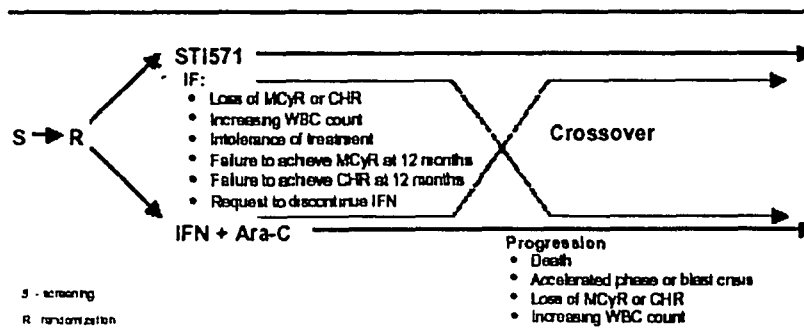 STI571
IF:
• Loss of MCyR or CHR
• Increasing WBC count
• Intolerance of treatment
• Failure to achieve MCyR at 12 months
• Failure to achieve CHR at 12 months
• Request to discontinue IFN
S R
Crossover
IFN + Ara-C
Progression
• Death
• Accelerated phase or blast crisis
• Loss of MCyR or CHR
• Increasing WBC count
S - screening
R randomization